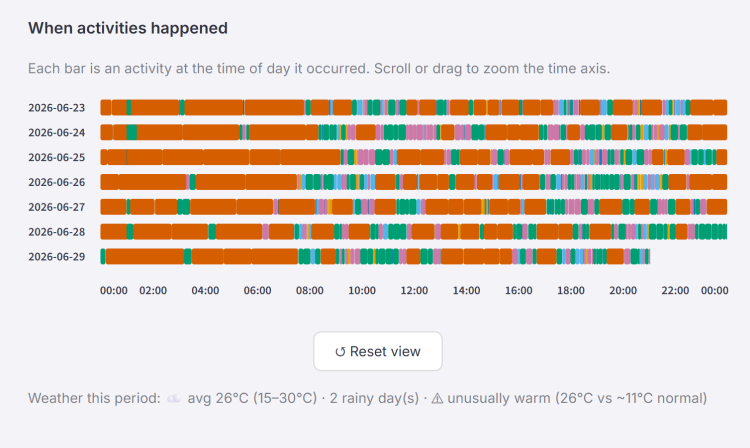 When activities happened
Each bar is an activity at the time of day it occurred. Scroll or drag to zoom the time axis.
2026-06-23
2026-06-24
2026-06-25
2026-06-26
2026-06-27
2026-06-28
2026-06-29
00:00 02:00 04:00 06:00 08:00 10:00 12:00 14:00 16:00 18:00 20:00 22:00 00:00
↺ Reset view
Weather this period: 🌧 avg 26°C (15–30°C) · 2 rainy day(s) · ⚠ unusually warm (26°C vs ~11°C normal)